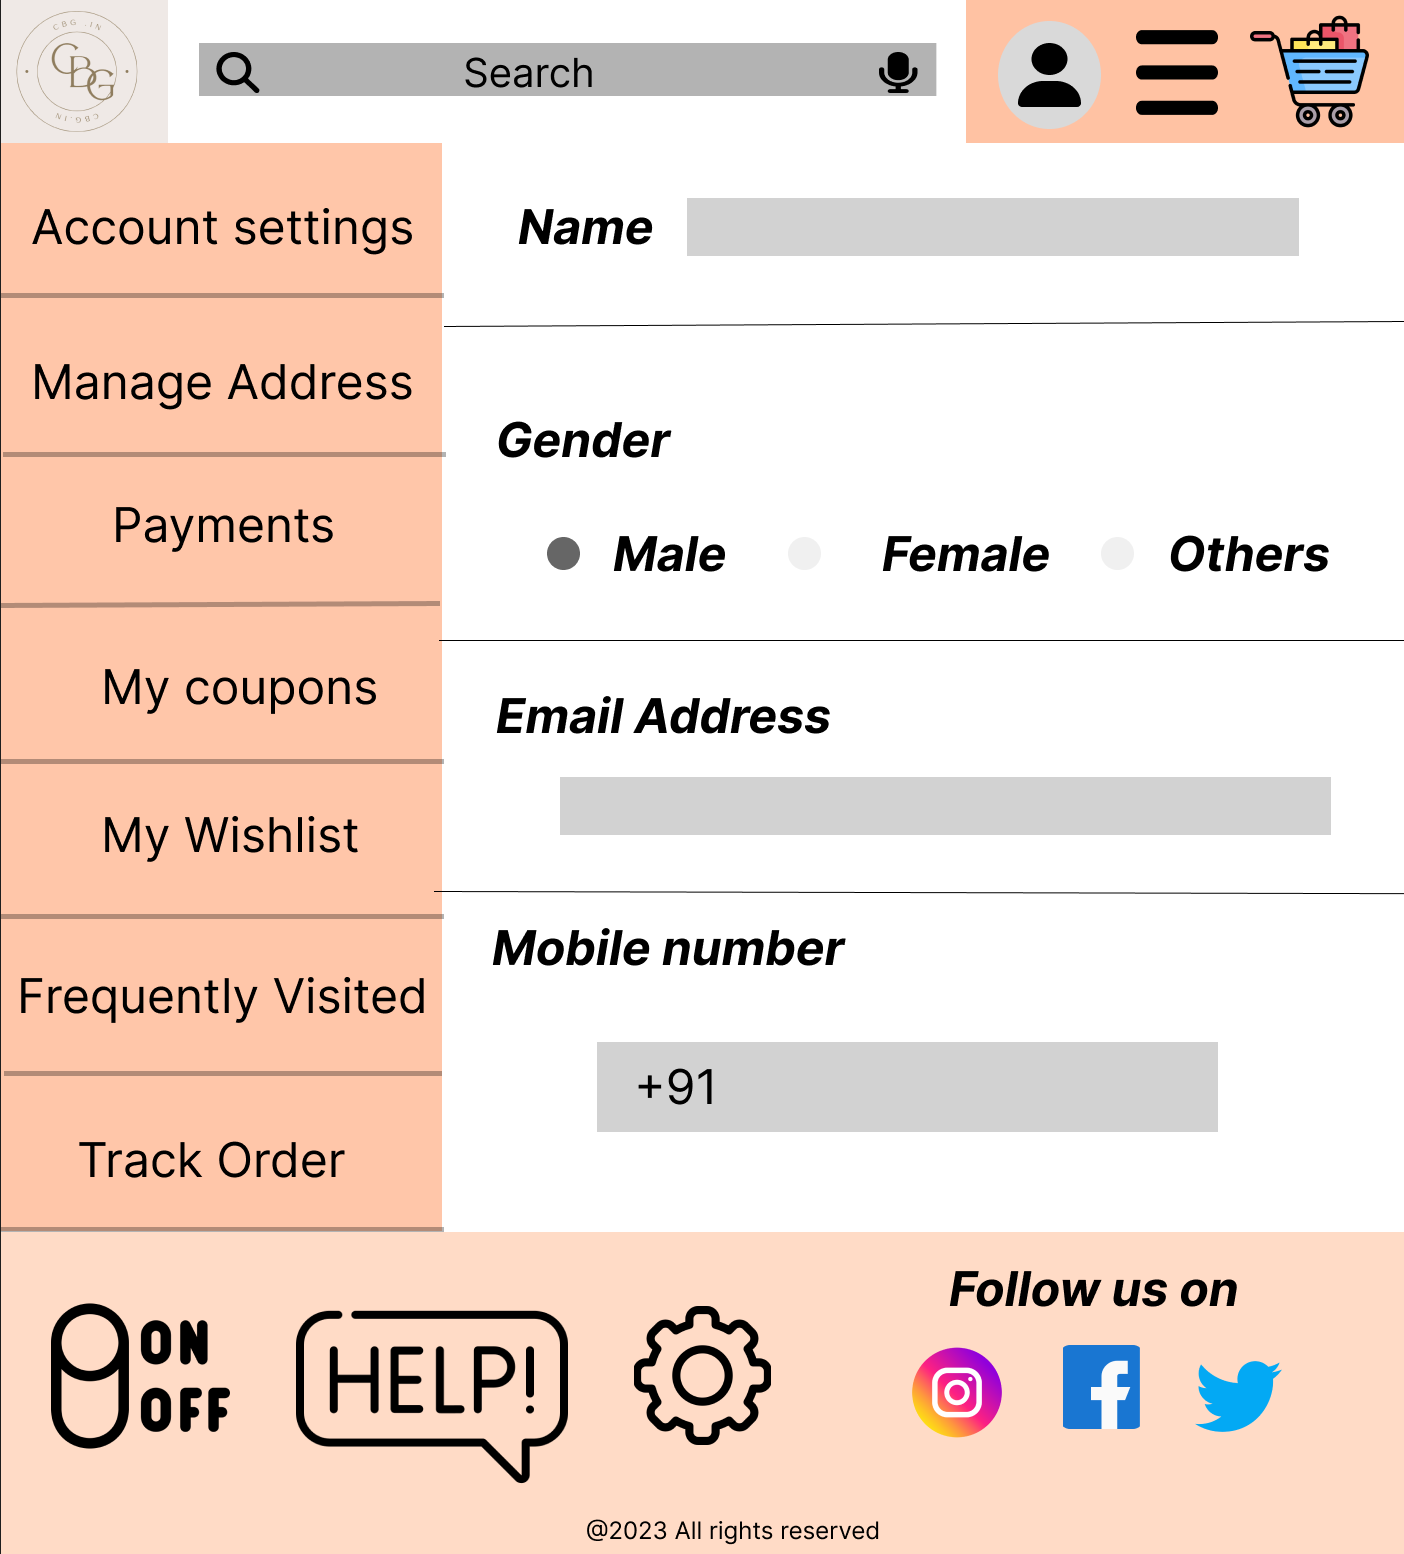 CBG .IN
CBG
CBG.IN
Search
Account settings
Name
Manage Address
Gender
Payments
Male Female Others
My coupons
Email Address
My Wishlist
Mobile number
Frequently Visited
+91
Track Order
Follow us on
ON
OFF
HELP!
@2023 All rights reserved